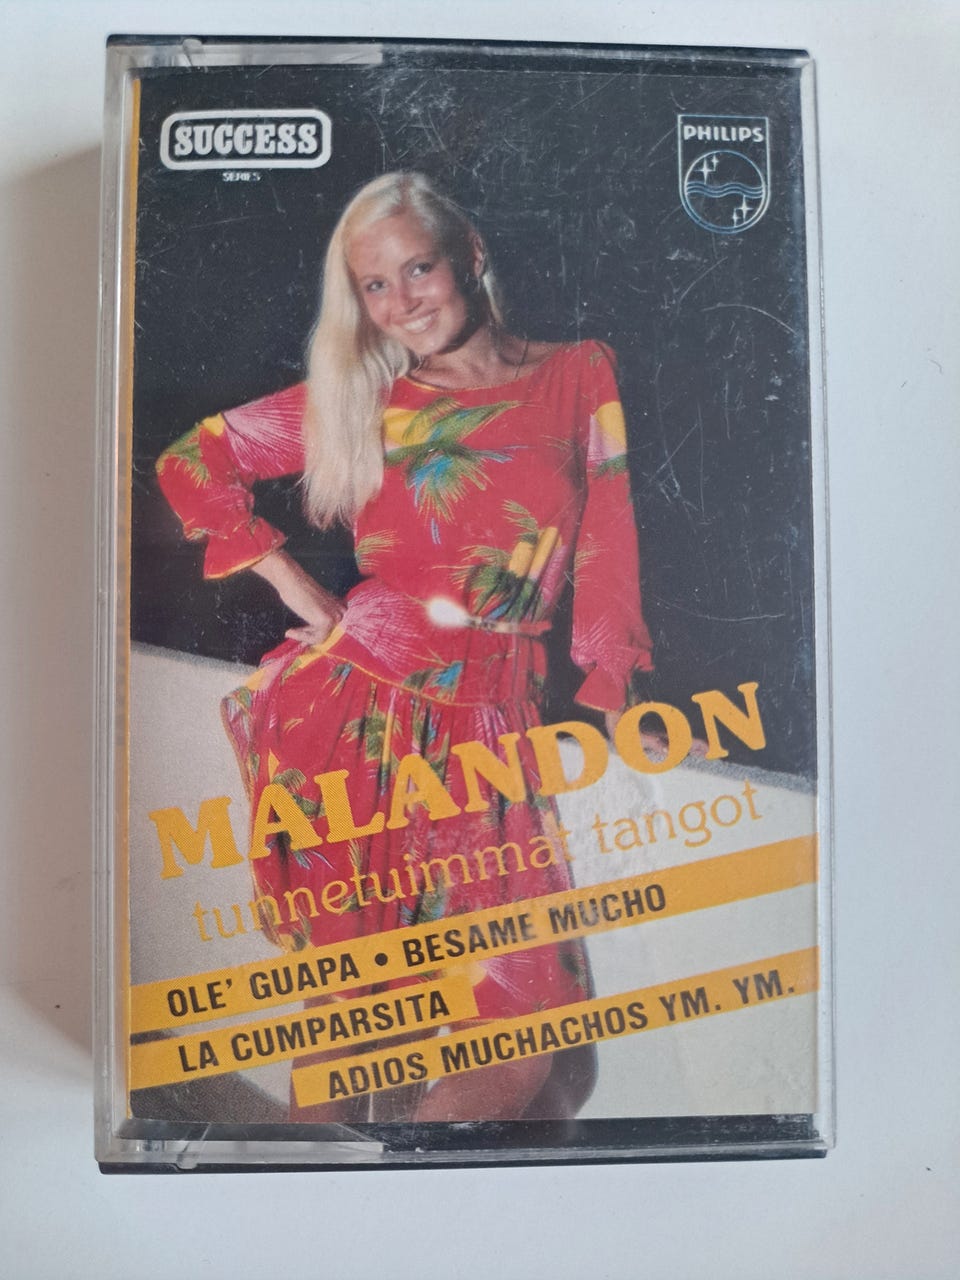 SUCCESS
SERIES
PHILIPS
MALANDON
tunnetuimmat tangot
OLE' GUAPA • BESAME MUCHO
LA CUMPARSITA
ADIOS MUCHACHOS YM. YM.